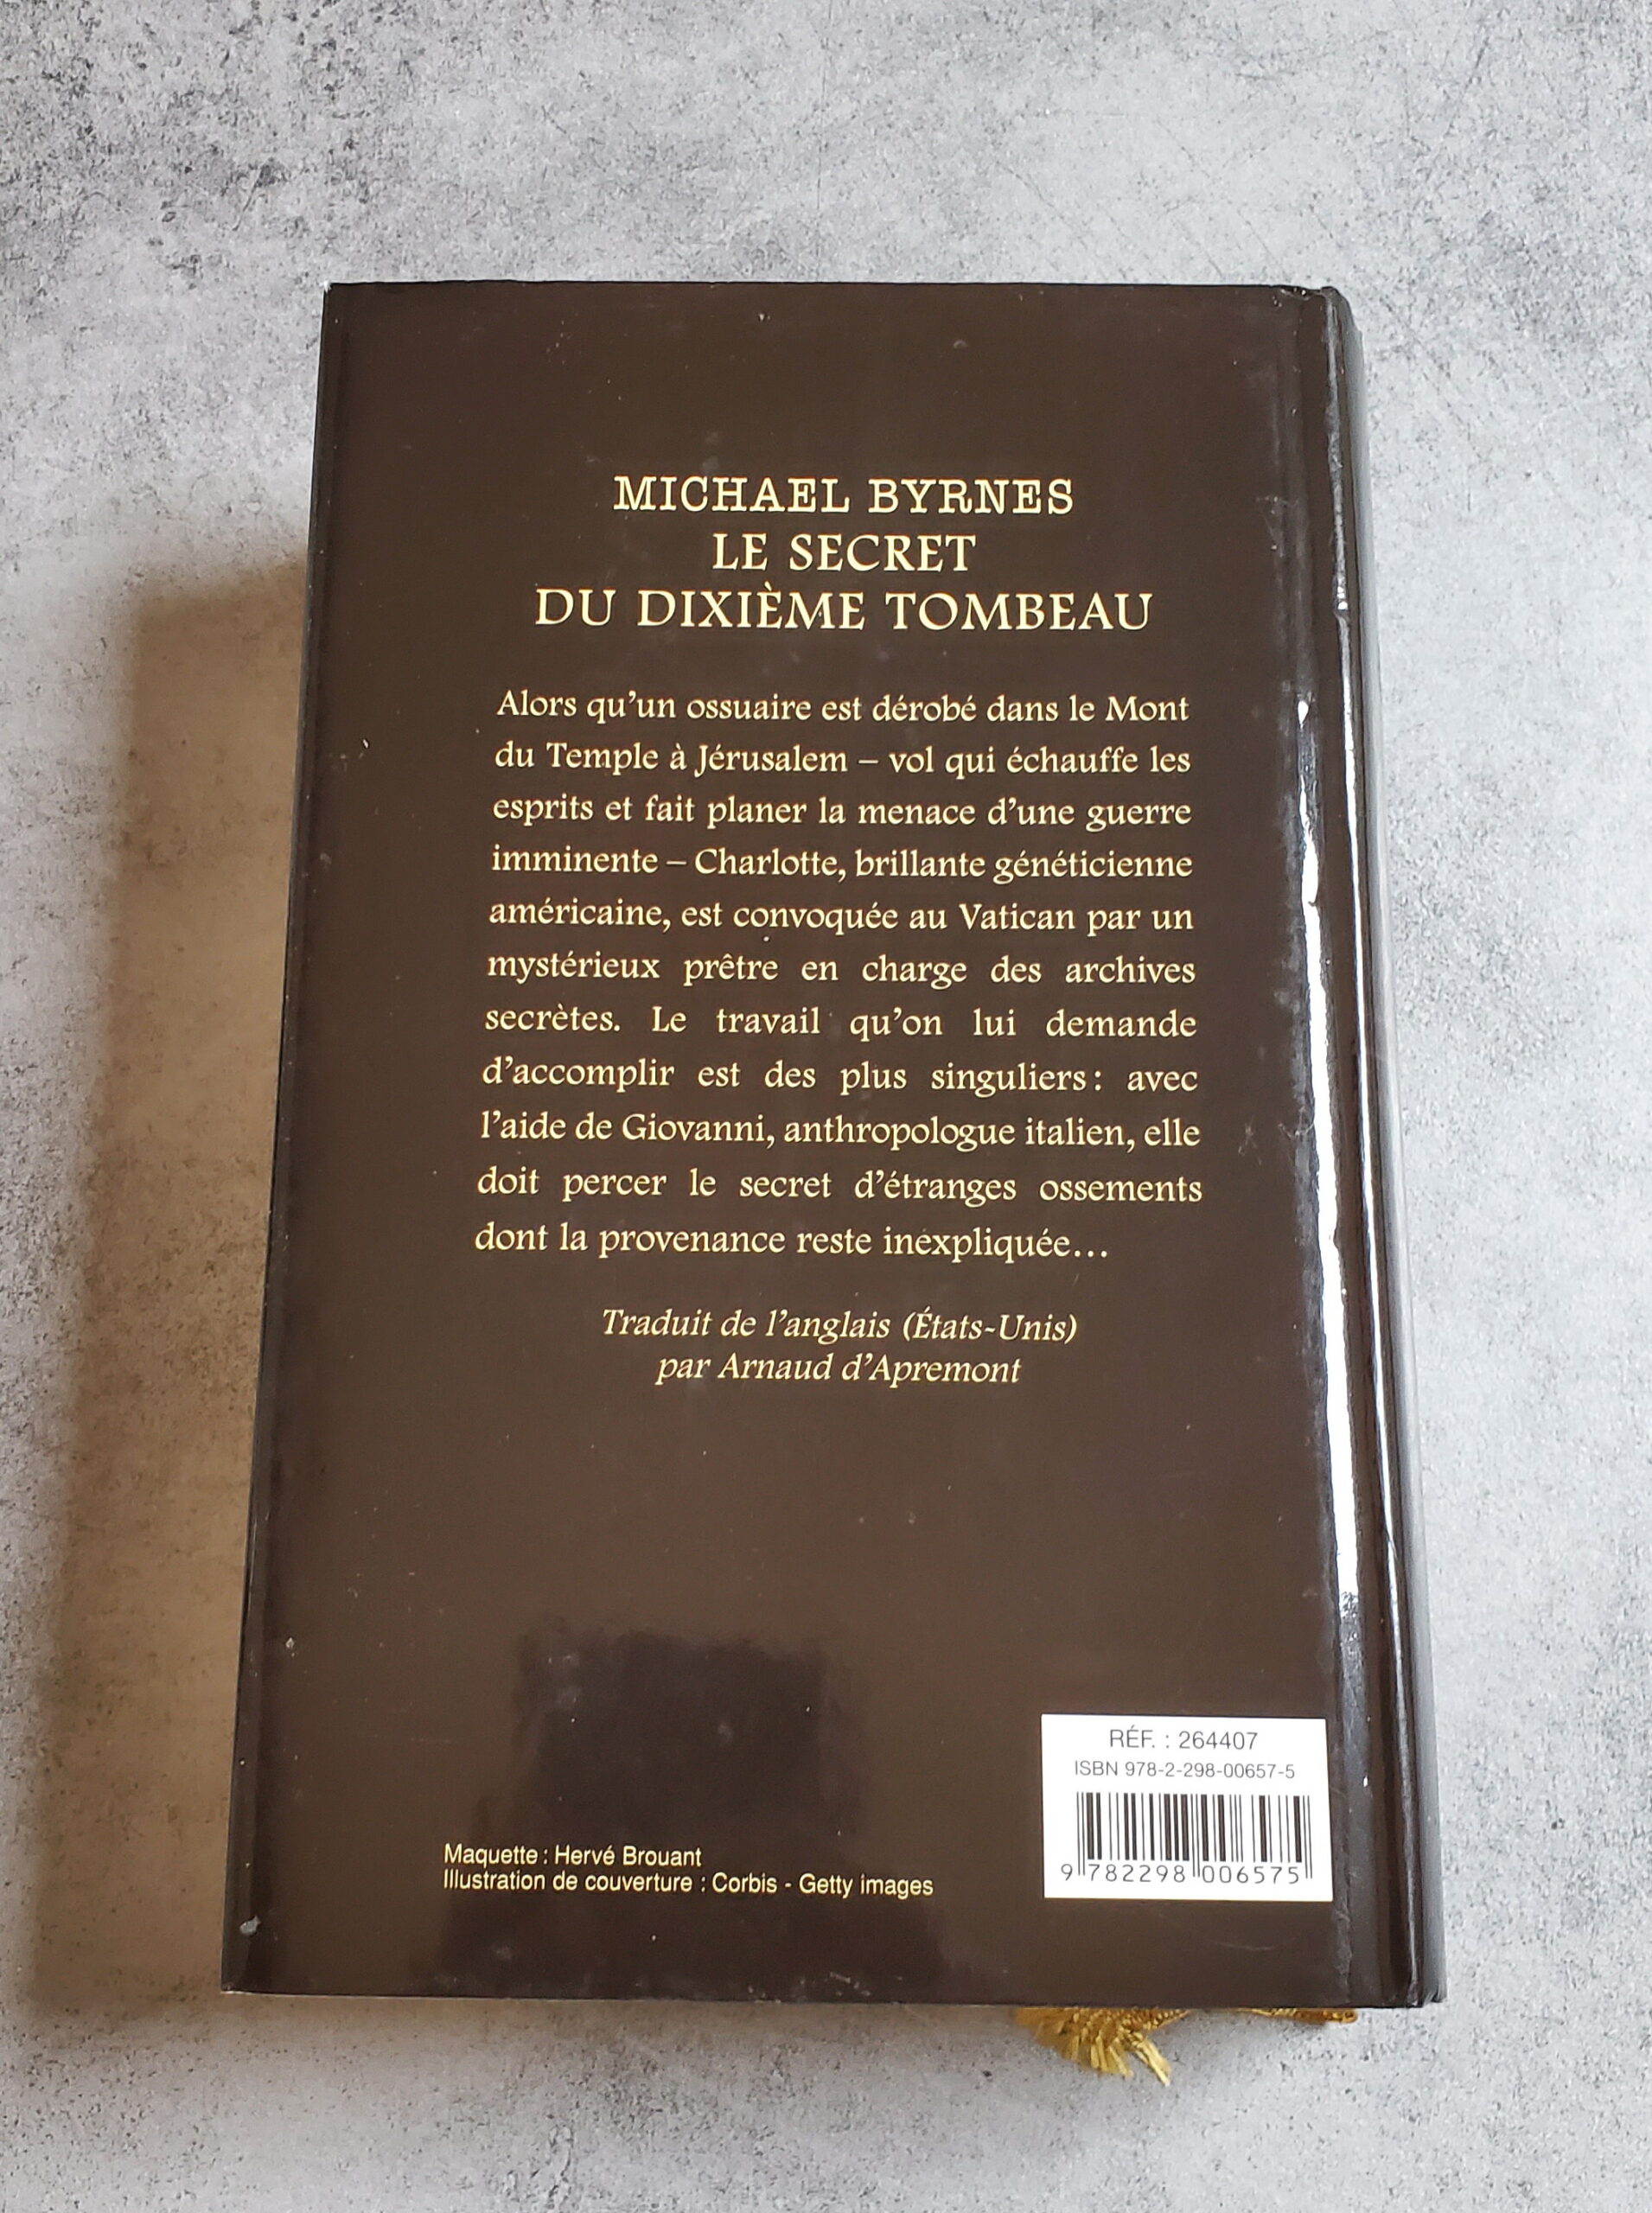 MICHAEL BYRNES
LE SECRET
DU DIXIÈME TOMBEAU
Alors qu'un ossuaire est dérobé dans le Mont
du Temple à Jérusalem – vol qui échauffe les
esprits et fait planer la menace d'une guerre
imminente – Charlotte, brillante généticienne
américaine, est convoquée au Vatican par un
mystérieux prêtre en charge des archives
secrètes. Le travail qu'on lui demande
d'accomplir est des plus singuliers : avec
l'aide de Giovanni, anthropologue italien, elle
doit percer le secret d'étranges ossements
dont la provenance reste inexpliquée...
Traduit de l'anglais (États-Unis)
par Arnaud d'Apremont
RÉF. : 264407
ISBN 978-2-298-00657-5
9 782298 006575
Maquette : Hervé Brouant
Illustration de couverture : Corbis - Getty images